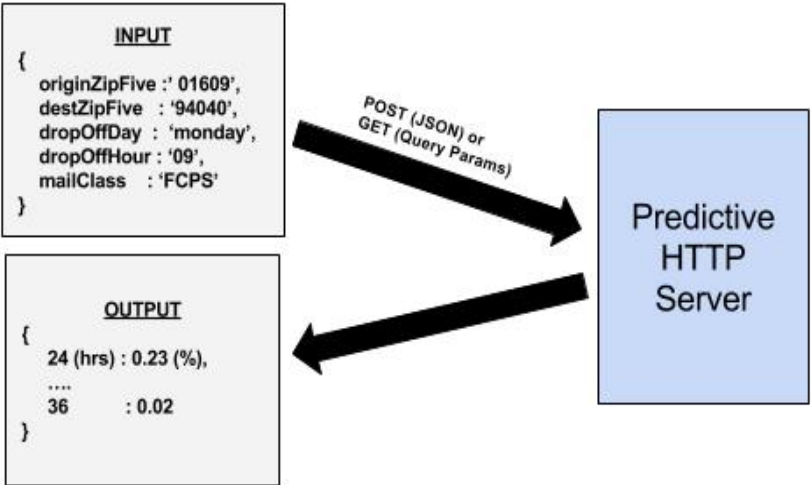 INPUT
{
originZipFive :' 01609',
destZipFive : '94040',
dropOffDay : 'monday',
dropOffHour : '09',
mailClass : 'FCPS'
}
POST (JSON) or
GET (Query Params)
Predictive
HTTP
Server
OUTPUT
{
24 (hrs) : 0.23 (%),
....
36 : 0.02
}